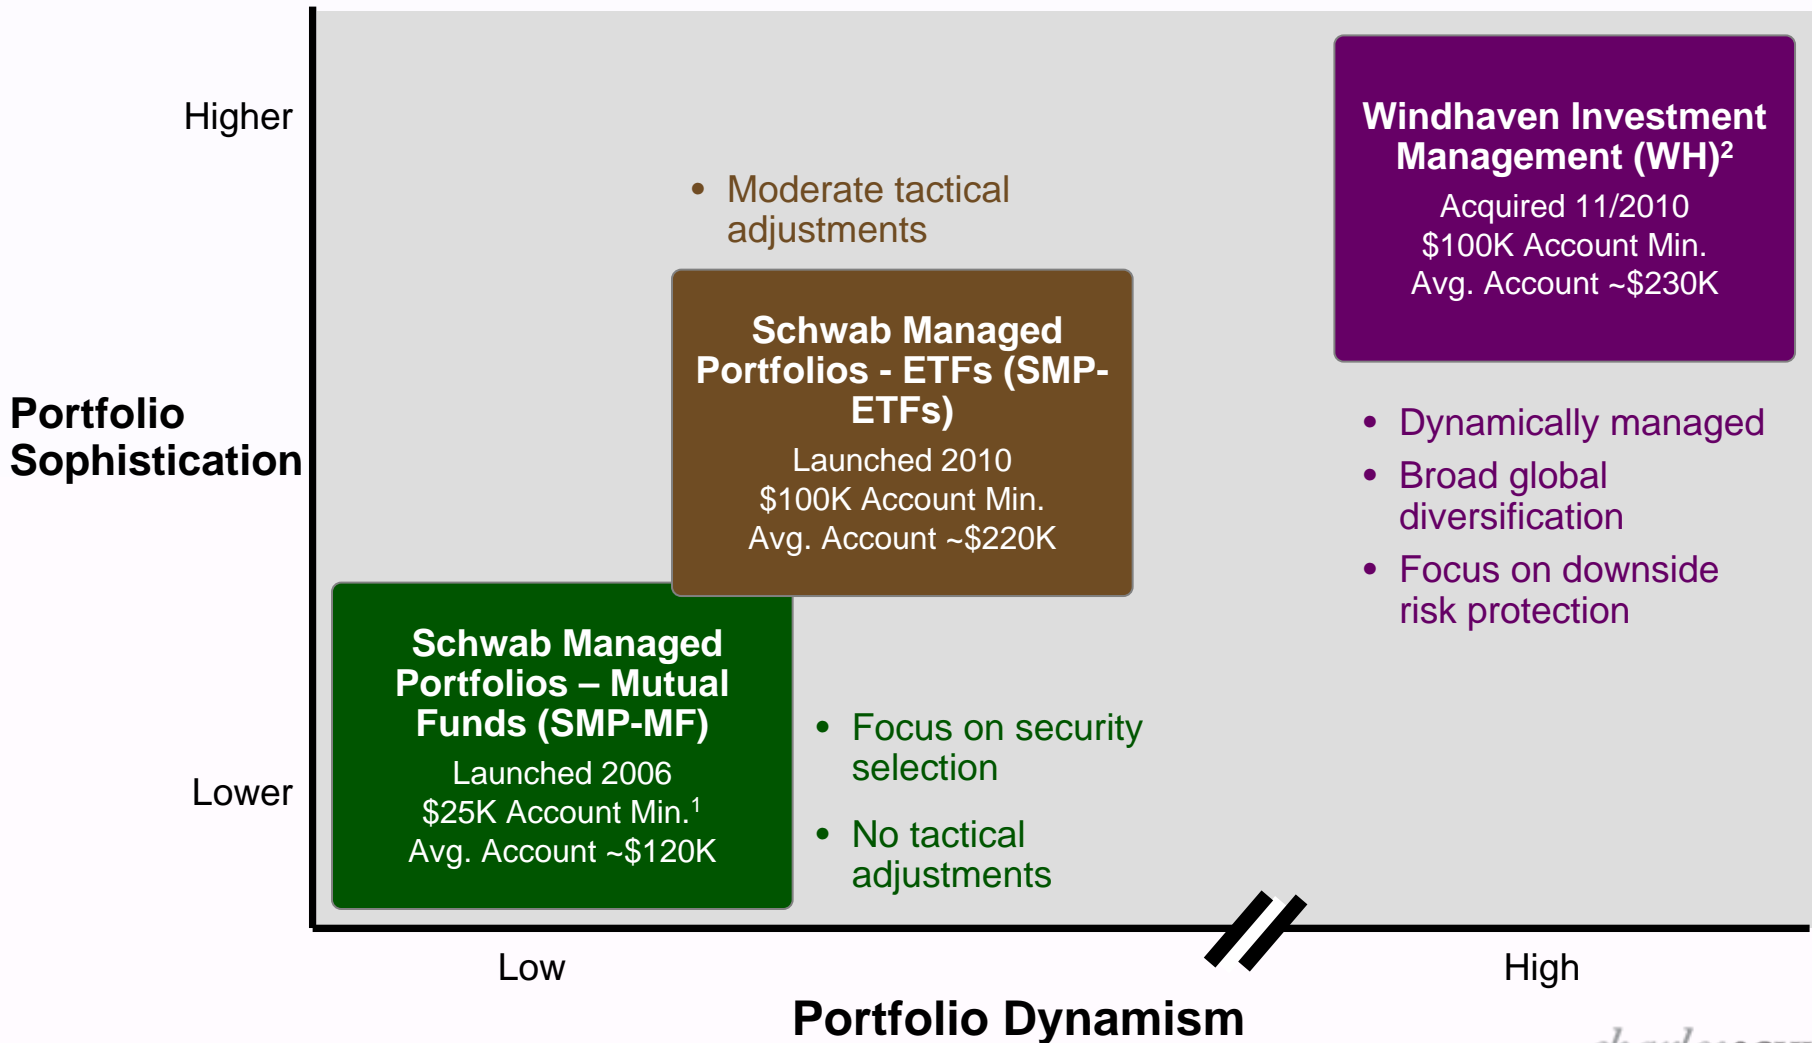 Higher
Portfolio
Sophistication
Lower
Windhaven Investment
Management (WH)²
Acquired 11/2010
$100K Account Min.
Avg. Account ~$230K
• Moderate tactical
adjustments
Schwab Managed
Portfolios - ETFs (SMP-
ETFs)
Launched 2010
$100K Account Min.
Avg. Account ~$220K
• Dynamically managed
• Broad global
diversification
• Focus on downside
risk protection
Schwab Managed
Portfolios – Mutual
Funds (SMP-MF)
Launched 2006
$25K Account Min.¹
Avg. Account ~$120K
• Focus on security
selection
• No tactical
adjustments
Low
High
Portfolio Dynamism